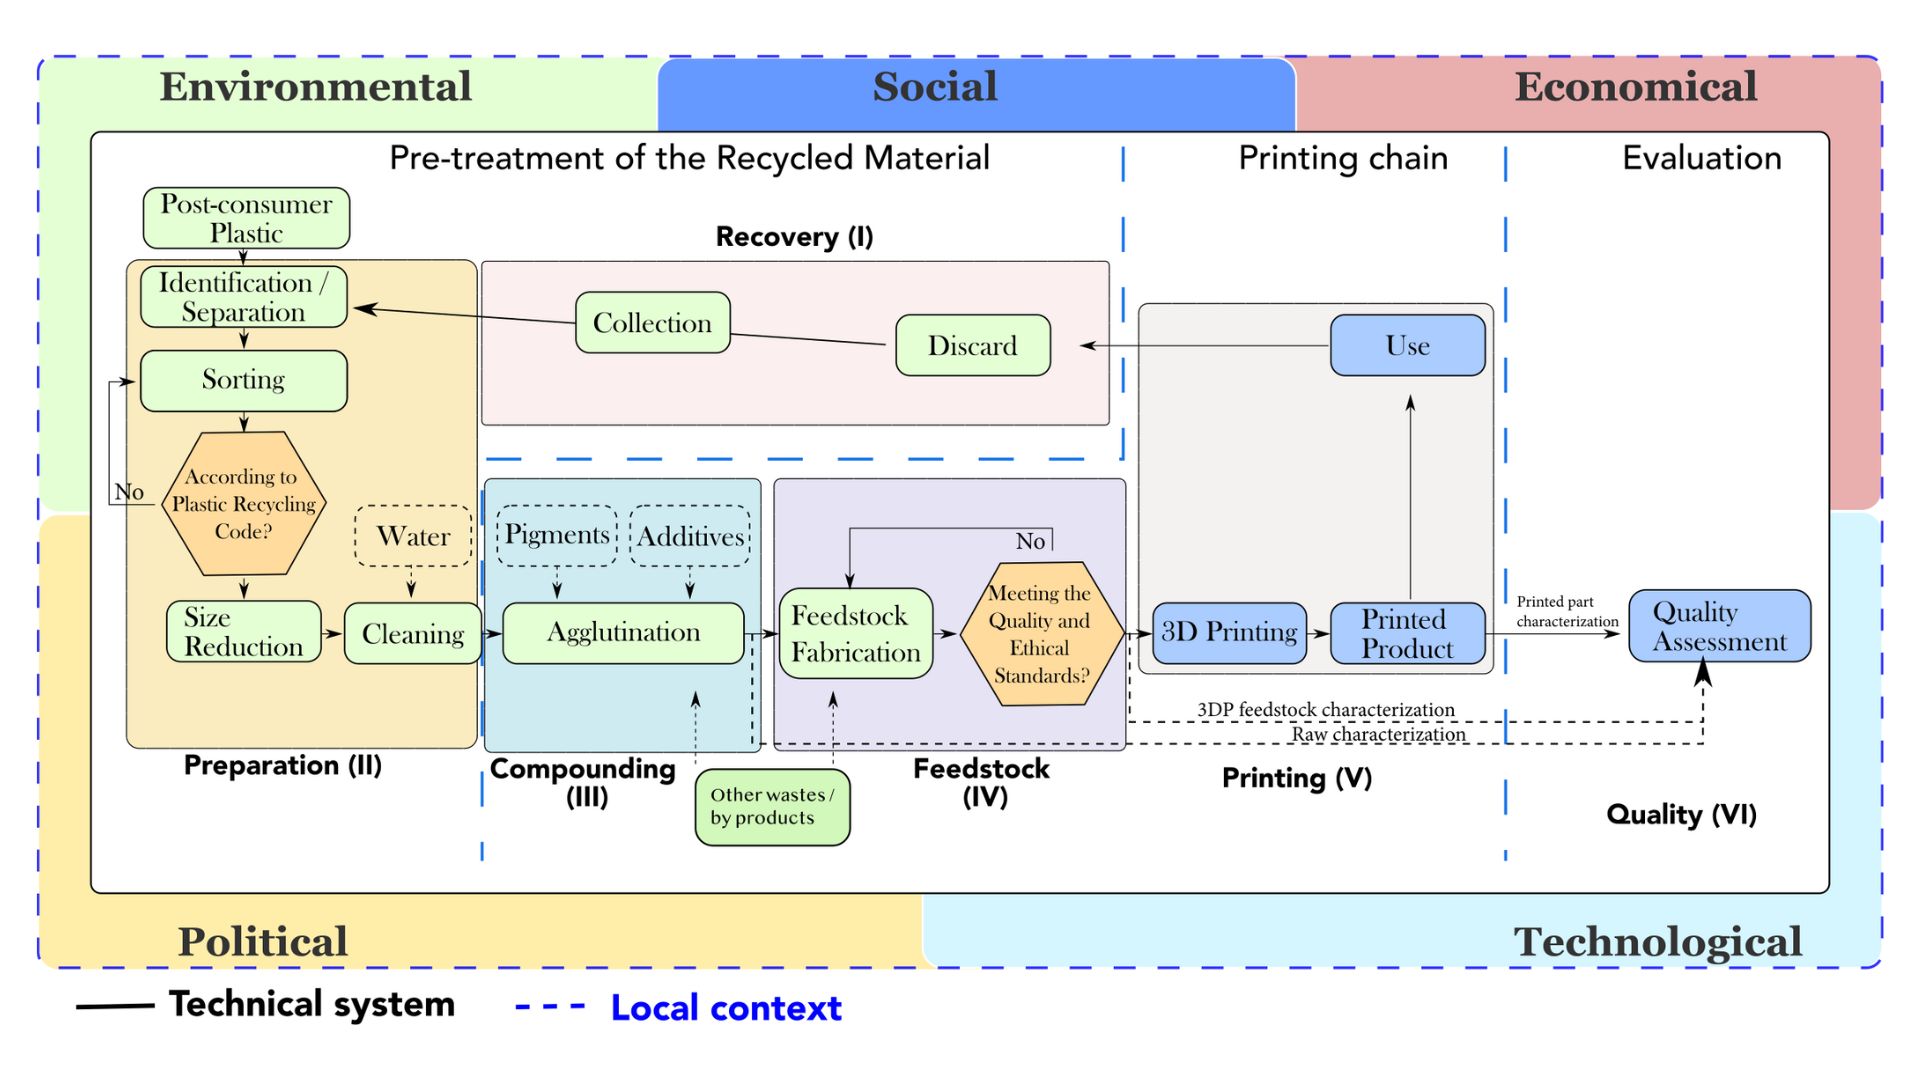 Environmental
Social
Economical
Pre-treatment of the Recycled Material
Printing chain
Evaluation
Post-consumer
Plastic
Recovery (I)
Identification /
Separation
Collection
Discard
Use
Sorting
According to
Plastic Recycling
Code?
No
Water
Pigments
Additives
No
Meeting the
Quality and
Ethical
Standards?
Size
Reduction
Cleaning
Agglutination
Feedstock
Fabrication
3D Printing
Printed
Product
Printed part
characterization
Quality
Assessment
3DP feedstock characterization
Raw characterization
Preparation (II)
Compounding
(III)
Feedstock
(IV)
Printing (V)
Other wastes /
by products
Quality (VI)
Political
Technological
Technical system
Local context